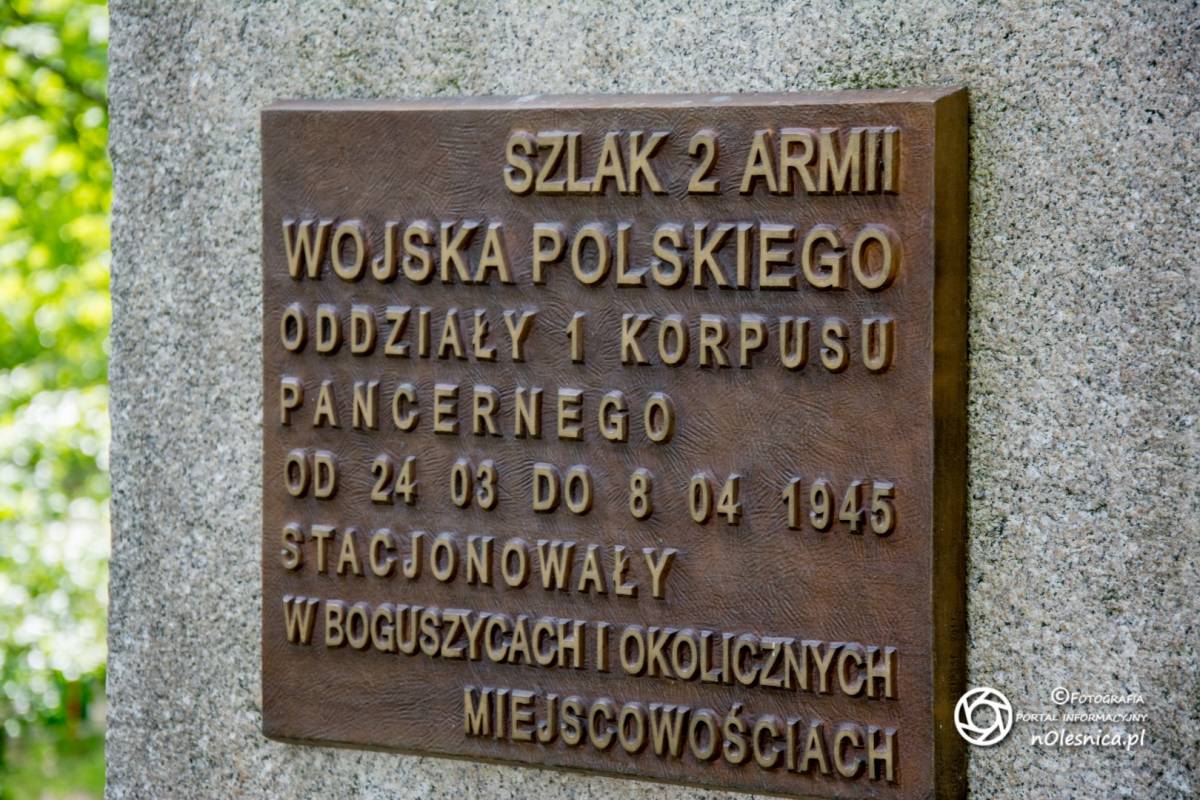 SZLAK 2 ARMII
WOJSKA POLSKIEGO
ODDZIAŁY 1 KORPUSU
PANCERNEGO
OD 24 03 DO 8 04 1945
STACJONOWAŁY
W BOGUSZYCACH I OKOLICZNYCH
MIEJSCOWOŚCIACH
©FOTOGRAFIA
PORTAL INFORMACYJNY
nOlesnica.pl